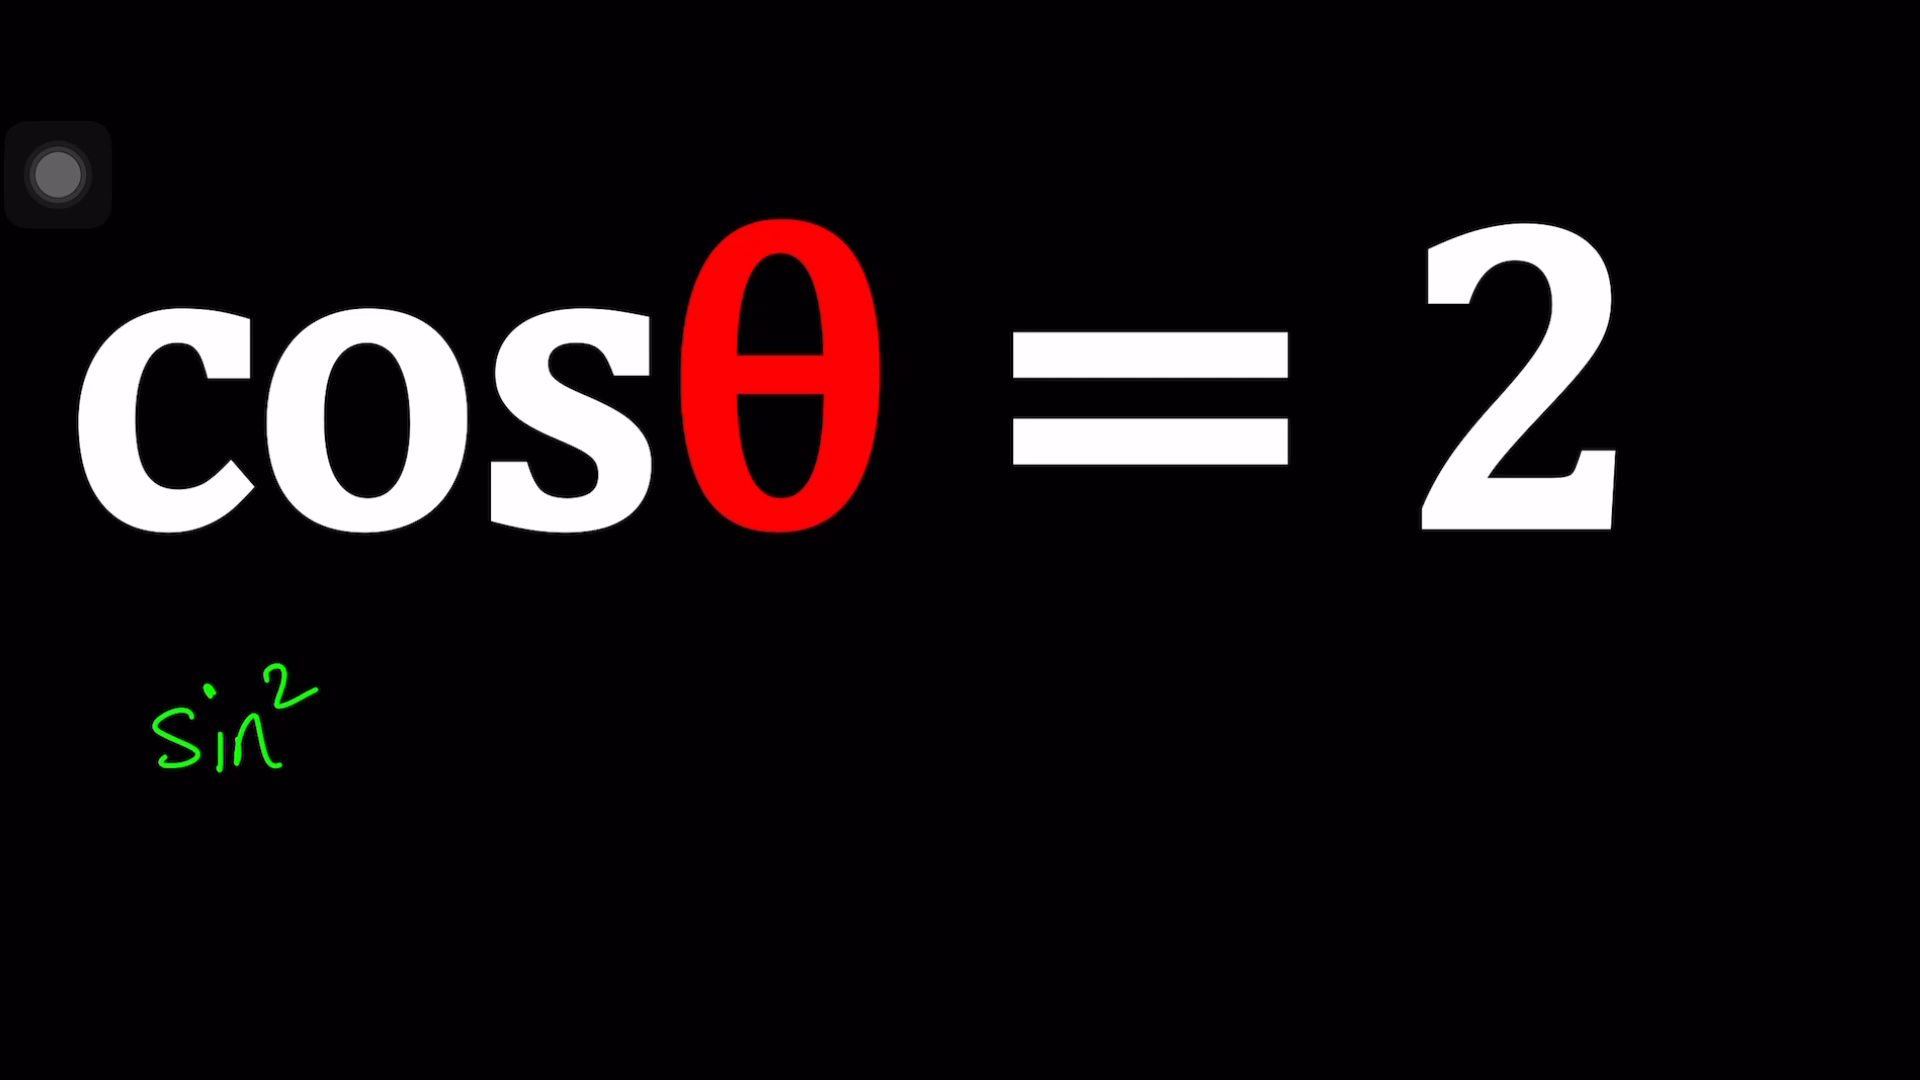 cosθ = 2
sin²